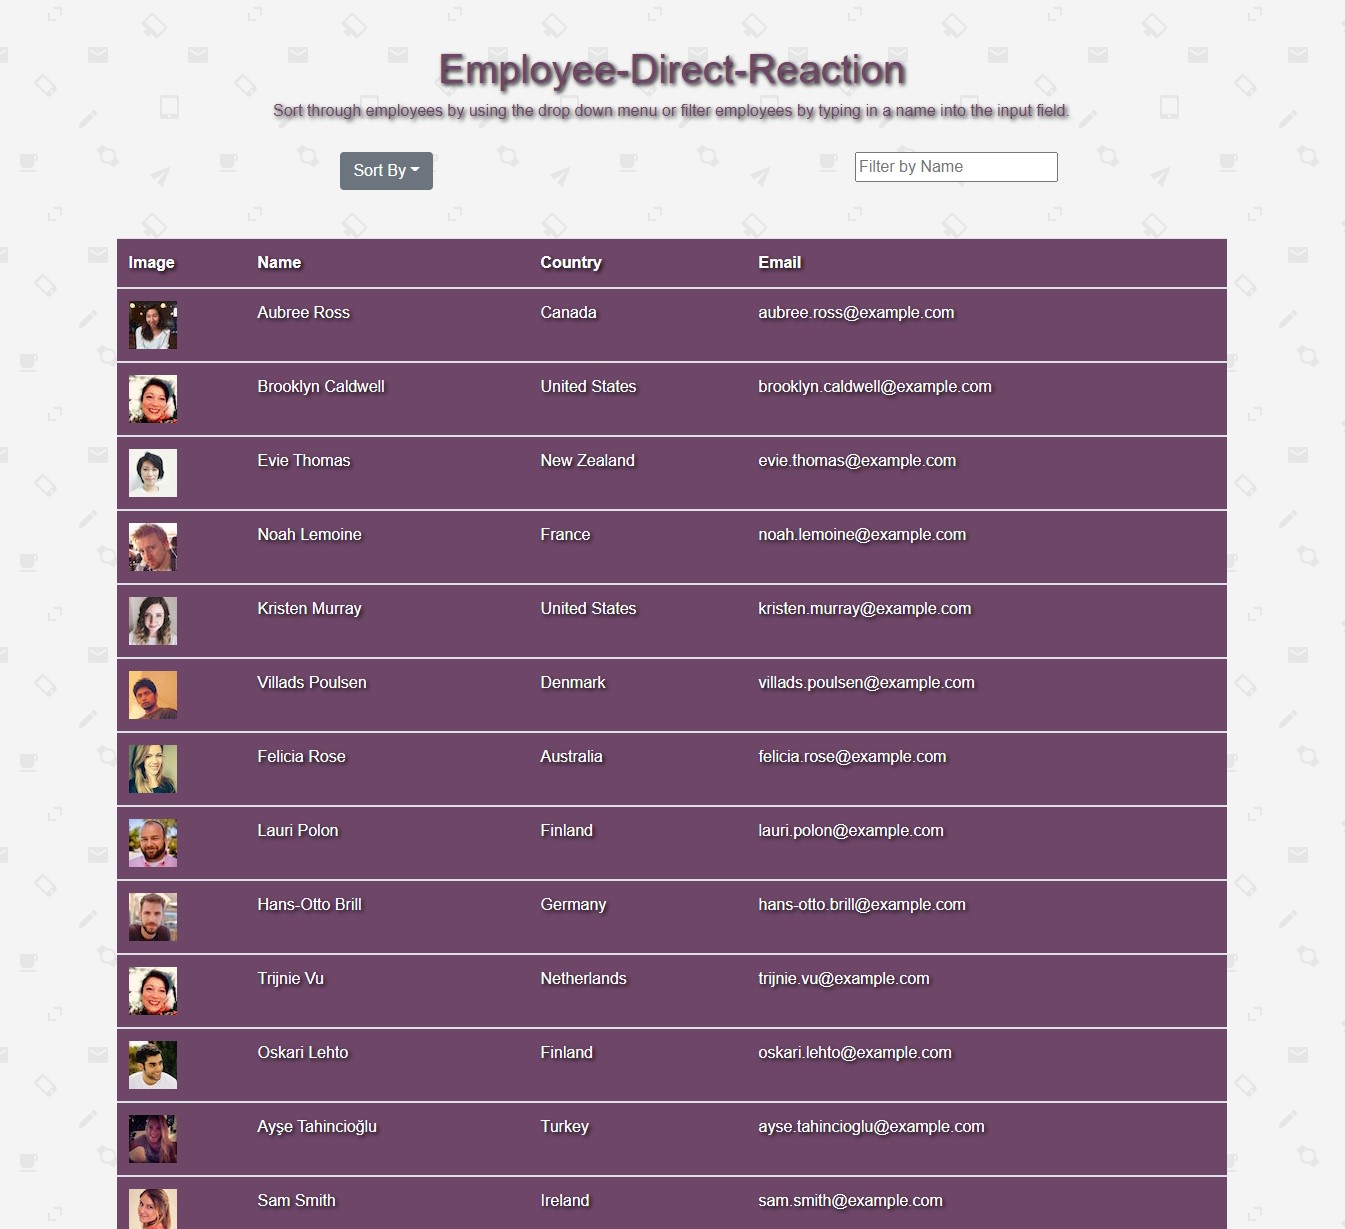 Employee-Direct-Reaction
Sort through employees by using the drop down menu or filter employees by typing in a name into the input field.
Sort By Filter by Name
Image Name Country Email
Aubree Ross Canada aubree.ross@example.com
Brooklyn Caldwell United States brooklyn.caldwell@example.com
Evie Thomas New Zealand evie.thomas@example.com
Noah Lemoine France noah.lemoine@example.com
Kristen Murray United States kristen.murray@example.com
Villads Poulsen Denmark villads.poulsen@example.com
Felicia Rose Australia felicia.rose@example.com
Lauri Polon Finland lauri.polon@example.com
Hans-Otto Brill Germany hans-otto.brill@example.com
Trijnie Vu Netherlands trijnie.vu@example.com
Oskari Lehto Finland oskari.lehto@example.com
Ayşe Tahincioğlu Turkey ayse.tahincioglu@example.com
Sam Smith Ireland sam.smith@example.com